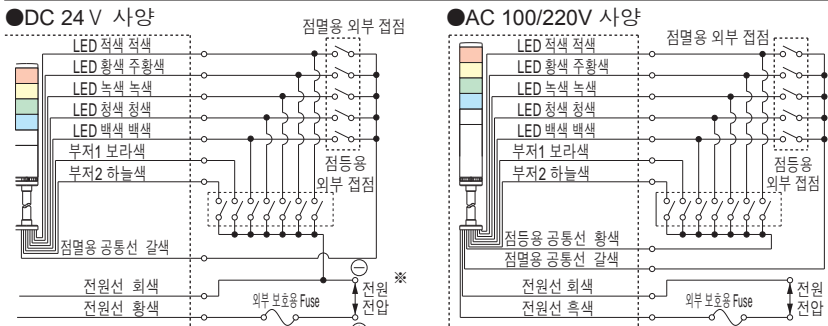 ●DC 24V 사양
점멸용 외부 접점
LED 적색 적색
LED 황색 주황색
LED 녹색 녹색
LED 청색 청색
LED 백색 백색
부저1 보라색
부저2 하늘색
점등용
외부 접점
점멸용 공통선 갈색
전원선 회색
전원선 황색
외부 보호용 Fuse
전원
전압
※
●AC 100/220V 사양
점멸용 외부 접점
LED 적색 적색
LED 황색 주황색
LED 녹색 녹색
LED 청색 청색
LED 백색 백색
부저1 보라색
부저2 하늘색
점등용
외부 접점
점등용 공통선 황색
점멸용 공통선 갈색
전원선 회색
전원선 흑색
외부 보호용 Fuse
전원
전압